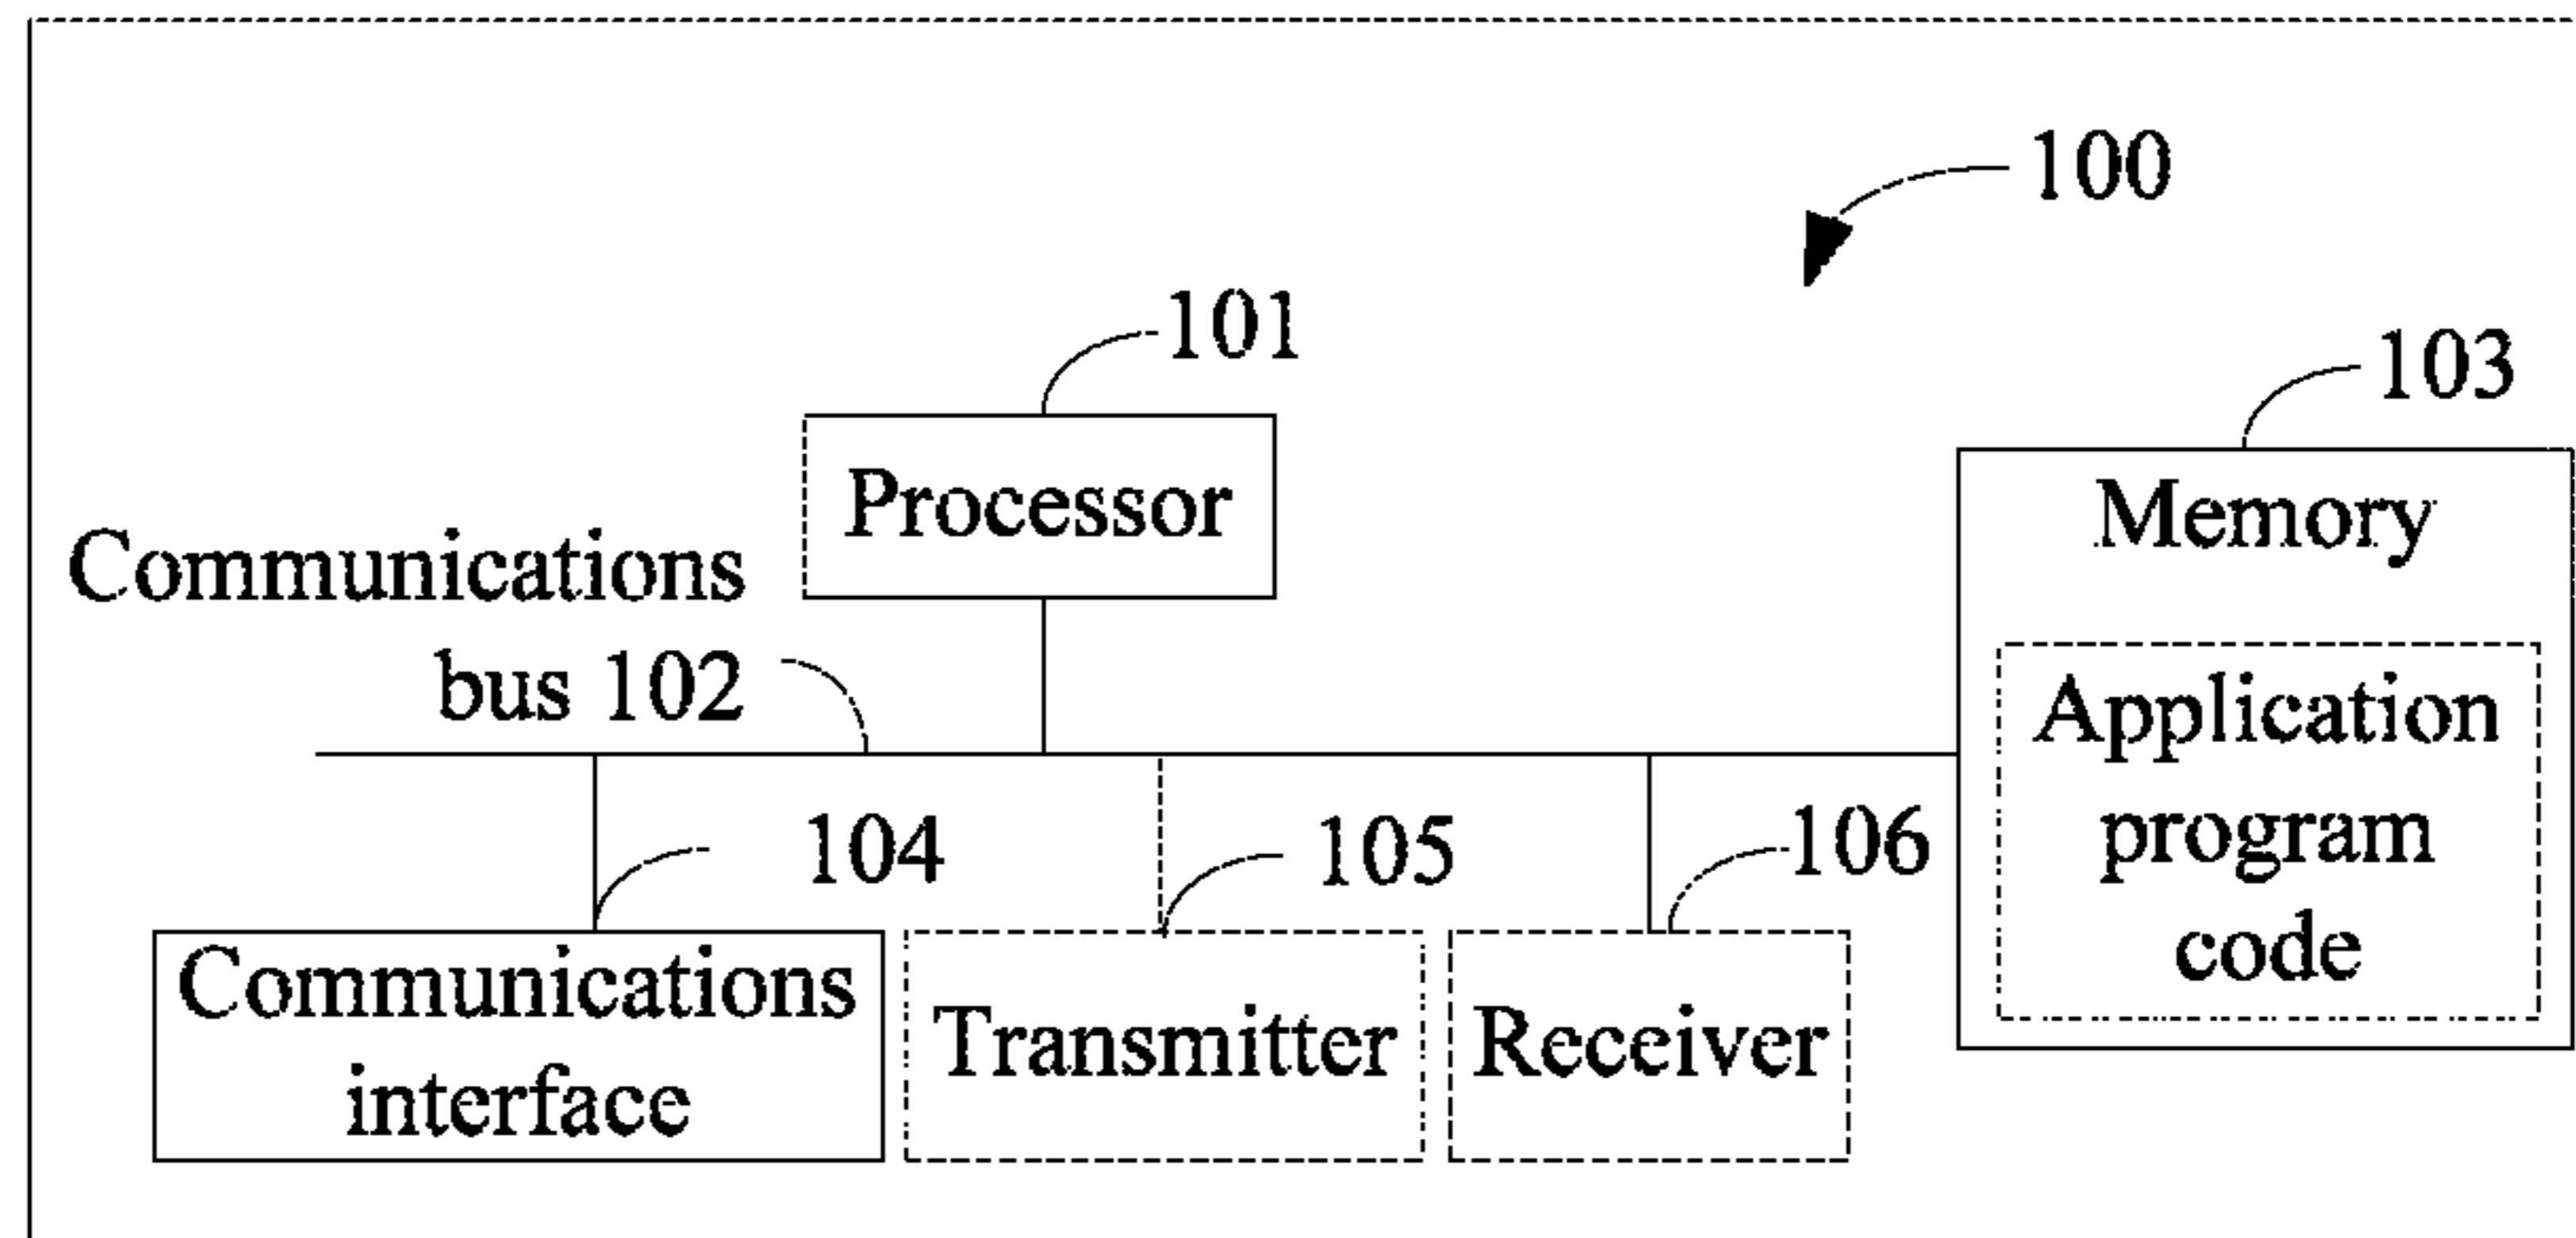 100
101
103
Processor
Memory
Communications
bus 102
Application
program
code
104
105
106
Communications
interface
Transmitter
Receiver